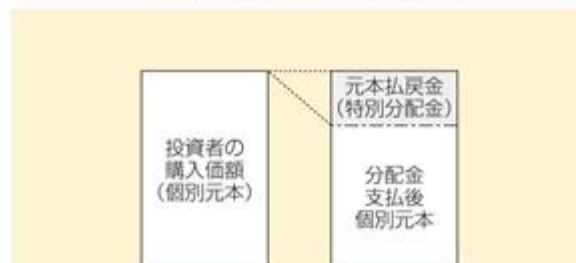 元本払戻金
(特別分配金)
投資者の
購入価額
(個別元本)
分配金
支払後
個別元本